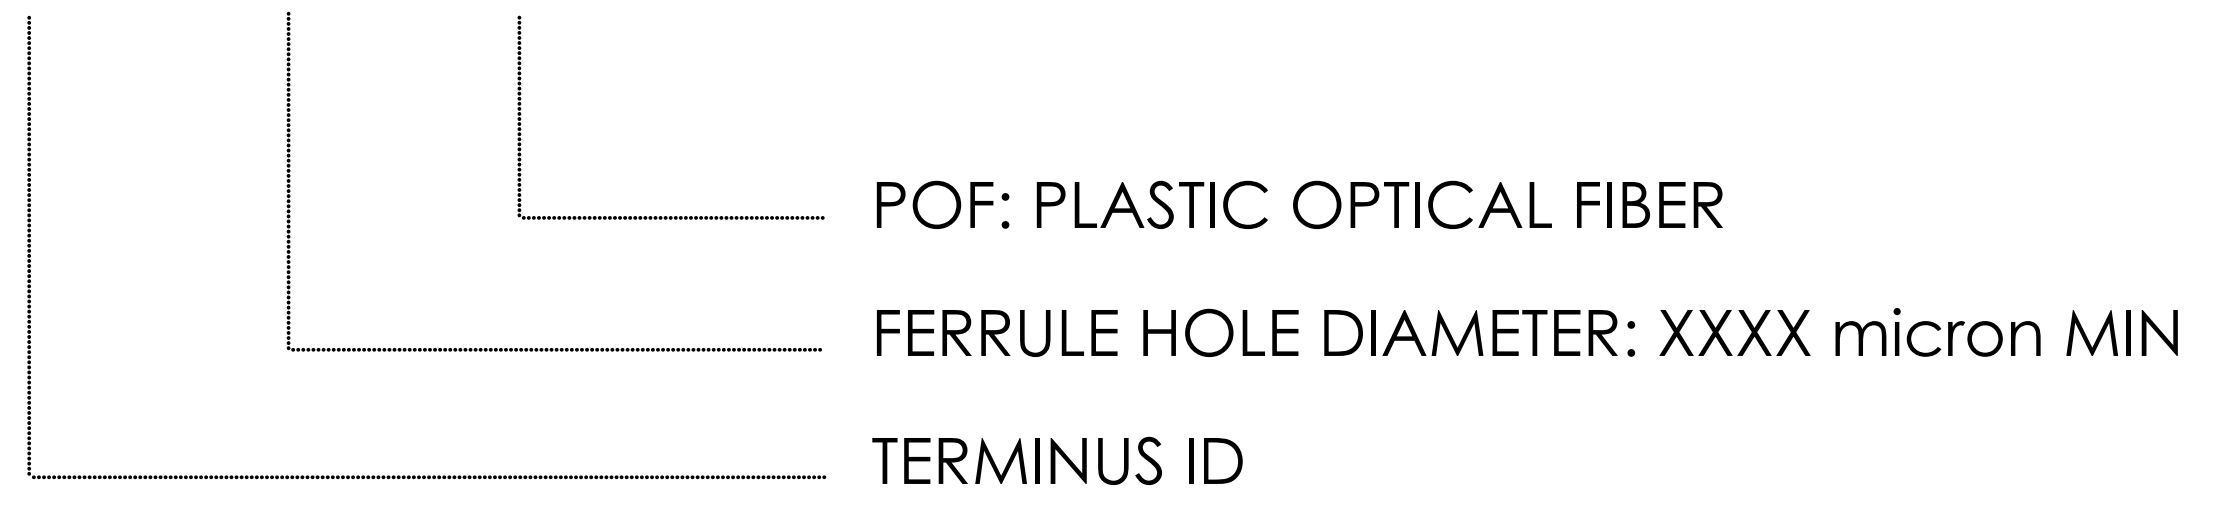 POF: PLASTIC OPTICAL FIBER
FERRULE HOLE DIAMETER: XXXX micron MIN
TERMINUS ID